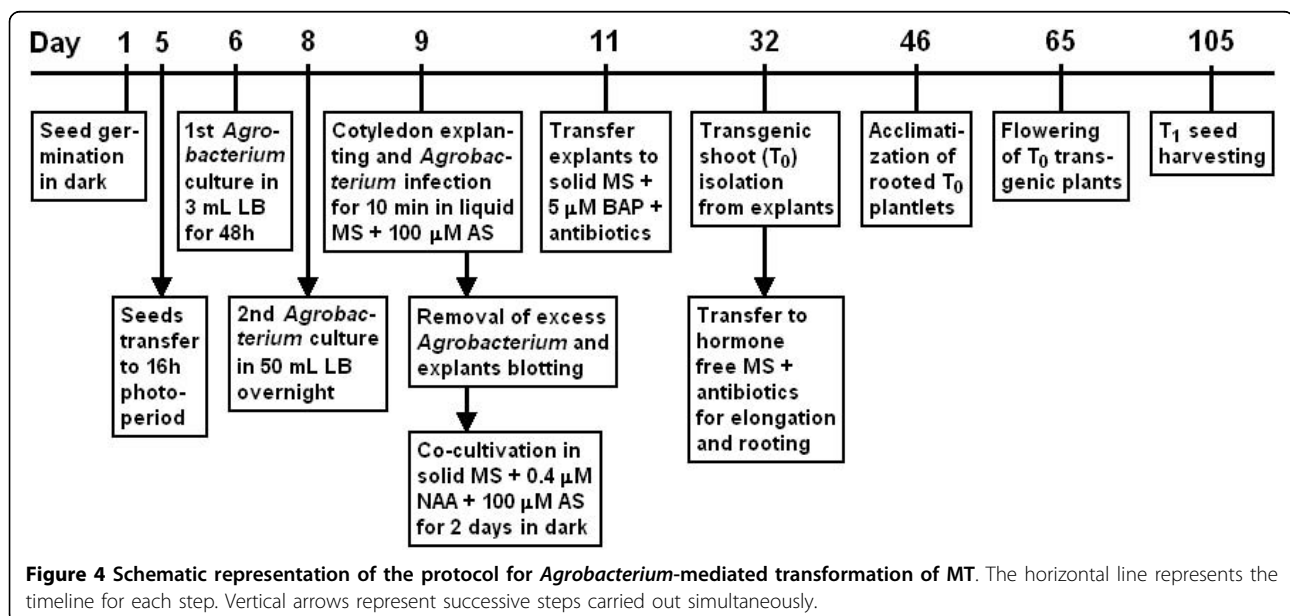 Day 1 5 6 8 9 11 32 46 65 105
Seed ger-
mination
in dark
Seeds
transfer
to 16h
photo-
period
1st Agro-
bacterium
culture in
3 mL LB
for 48h
2nd Agrobac-
terium culture
in 50 mL LB
overnight
Cotyledon explan-
ting and Agrobac-
terium infection
for 10 min in liquid
MS + 100 μM AS
Removal of excess
Agrobacterium and
explants blotting
Co-cultivation in
solid MS + 0.4 μM
NAA + 100 μM AS
for 2 days in dark
Transfer
explants to
solid MS +
5 μM BAP +
antibiotics
Transgenic
shoot (T₀)
isolation
from explants
Transfer to
hormone
free MS +
antibiotics
for elongation
and rooting
Acclimati-
zation of
rooted T₀
plantlets
Flowering
of T₀ trans-
genic plants
T₁ seed
harvesting
Figure 4 Schematic representation of the protocol for Agrobacterium-mediated transformation of MT. The horizontal line represents the
timeline for each step. Vertical arrows represent successive steps carried out simultaneously.